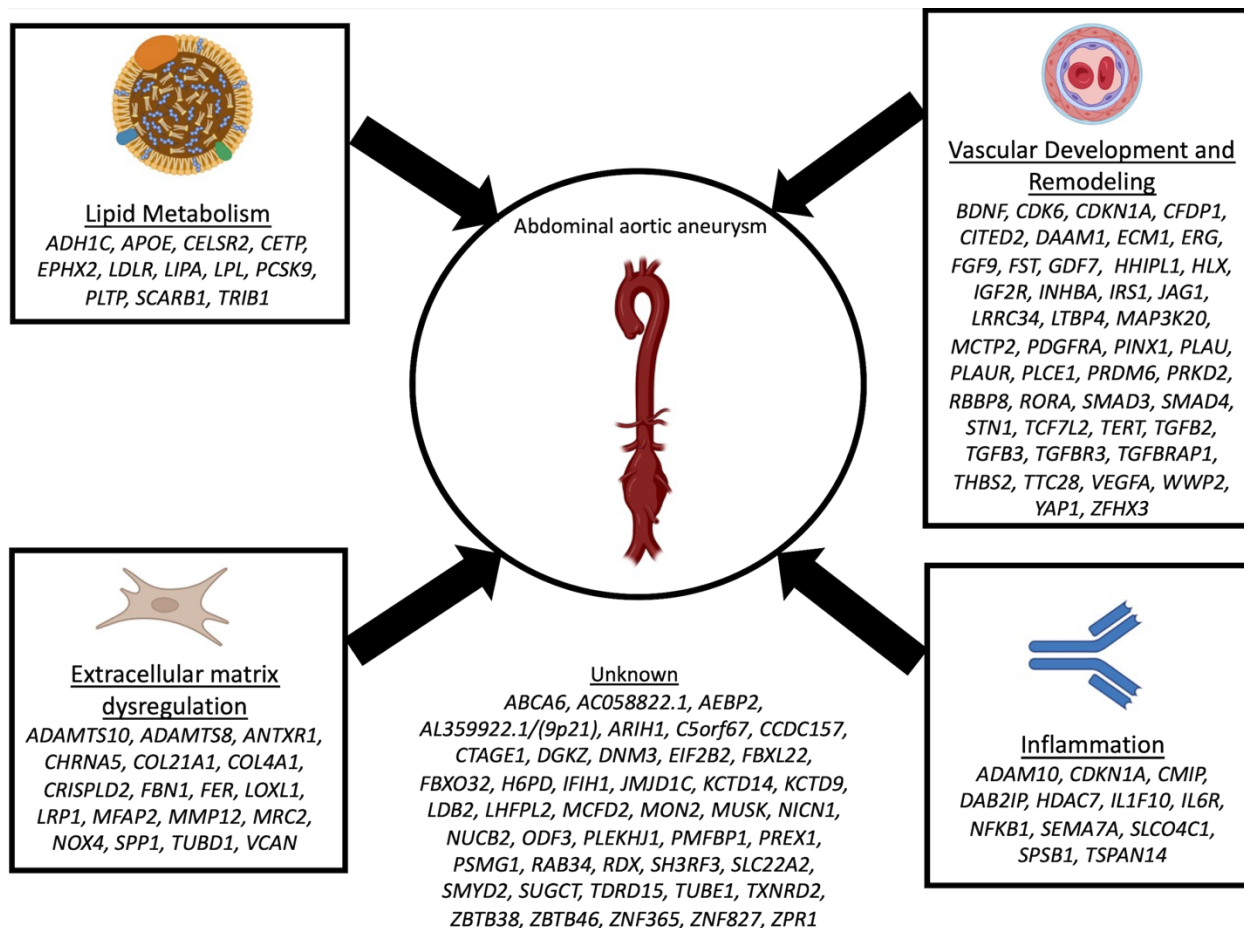 Lipid Metabolism
ADH1C, APOE, CELSR2, CETP,
EPHX2, LDLR, LIPA, LPL, PCSK9,
PLTP, SCARB1, TRIB1
Abdominal aortic aneurysm
Vascular Development and
Remodeling
BDNF, CDK6, CDKN1A, CFDP1,
CITED2, DAAM1, ECM1, ERG,
FGF9, FST, GDF7, HHIPL1, HLX,
IGF2R, INHBA, IRS1, JAG1,
LRRC34, LTBP4, MAP3K20,
MCTP2, PDGFRA, PINX1, PLAU,
PLAUR, PLCE1, PRDM6, PRKD2,
RBBP8, RORA, SMAD3, SMAD4,
STN1, TCF7L2, TERT, TGFB2,
TGFB3, TGFBR3, TGFBRAP1,
THBS2, TTC28, VEGFA, WWP2,
YAP1, ZFHX3
Extracellular matrix
dysregulation
ADAMTS10, ADAMTS8, ANTXR1,
CHRNA5, COL21A1, COL4A1,
CRISPLD2, FBN1, FER, LOXL1,
LRP1, MFAP2, MMP12, MRC2,
NOX4, SPP1, TUBD1, VCAN
Unknown
ABCA6, AC058822.1, AEBP2,
AL359922.1/(9p21), ARIH1, C5orf67, CCDC157,
CTAGE1, DGKZ, DNM3, EIF2B2, FBXL22,
FBXO32, H6PD, IFIH1, JMJD1C, KCTD14, KCTD9,
LDB2, LHFPL2, MCFD2, MON2, MUSK, NICN1,
NUCB2, ODF3, PLEKHJ1, PMFBP1, PREX1,
PSMG1, RAB34, RDX, SH3RF3, SLC22A2,
SMYD2, SUGCT, TDRD15, TUBE1, TXNRD2,
ZBTB38, ZBTB46, ZNF365, ZNF827, ZPR1
Inflammation
ADAM10, CDKN1A, CMIP,
DAB2IP, HDAC7, IL1F10, IL6R,
NFKB1, SEMA7A, SLCO4C1,
SPSB1, TSPAN14